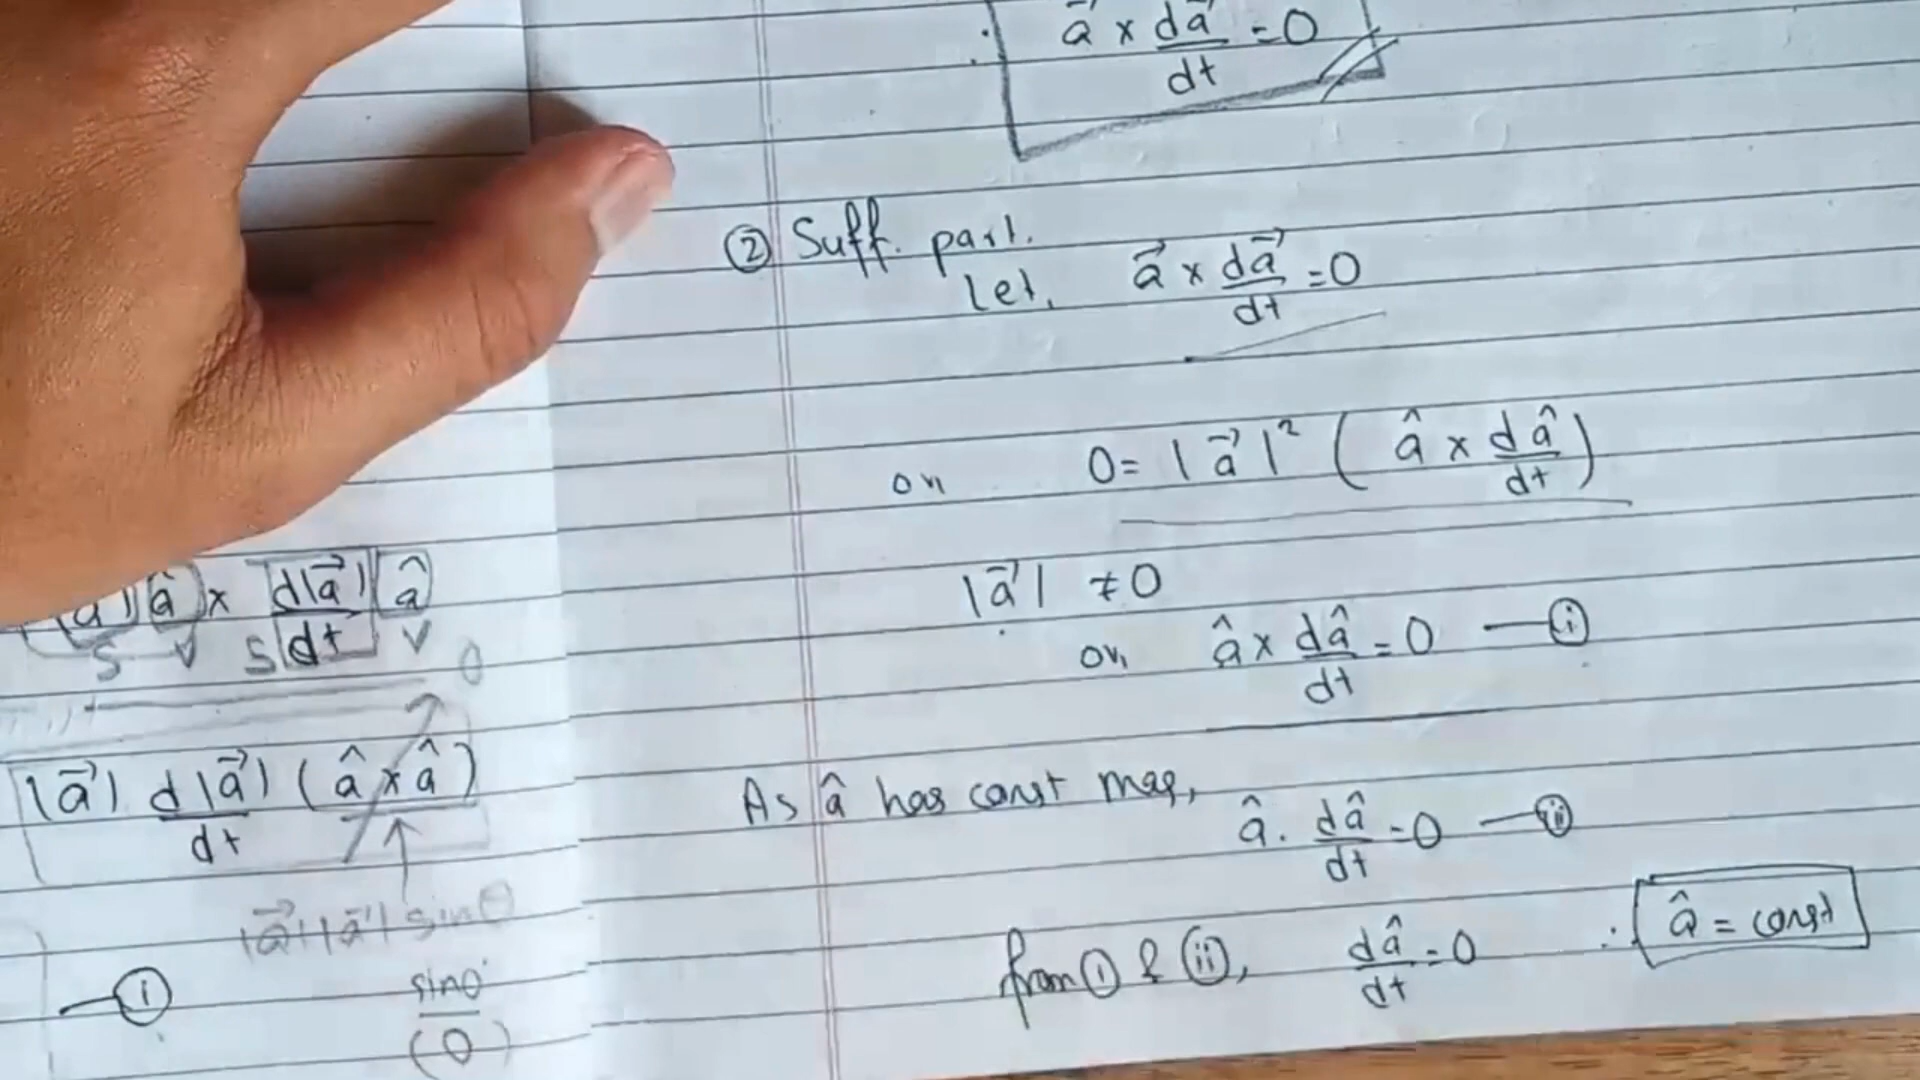 ∴ a⃗ × da⃗/dt = 0
② Suff. part.
Let, a⃗ × da⃗/dt = 0
or 0 = |a⃗|² ( â × dâ/dt )
|a⃗| ≠ 0
or, â × dâ/dt = 0 — ⓘ
As â has const mag,
â . dâ/dt = 0 — ⓘⓘ
from ⓘ & ⓘⓘ, dâ/dt = 0 ∴ â = const
|a⃗| â × d|a⃗|/dt â
S V S V 0
|a⃗| d|a⃗|/dt ( â × â )
|a⃗||a⃗| sinθ
— ⓘ sin0
(0)